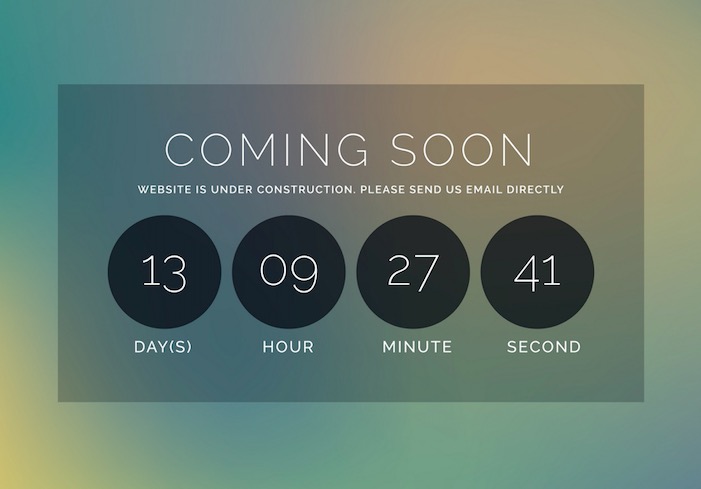 COMING SOON
WEBSITE IS UNDER CONSTRUCTION. PLEASE SEND US EMAIL DIRECTLY
13 09 27 41
DAY(S) HOUR MINUTE SECOND